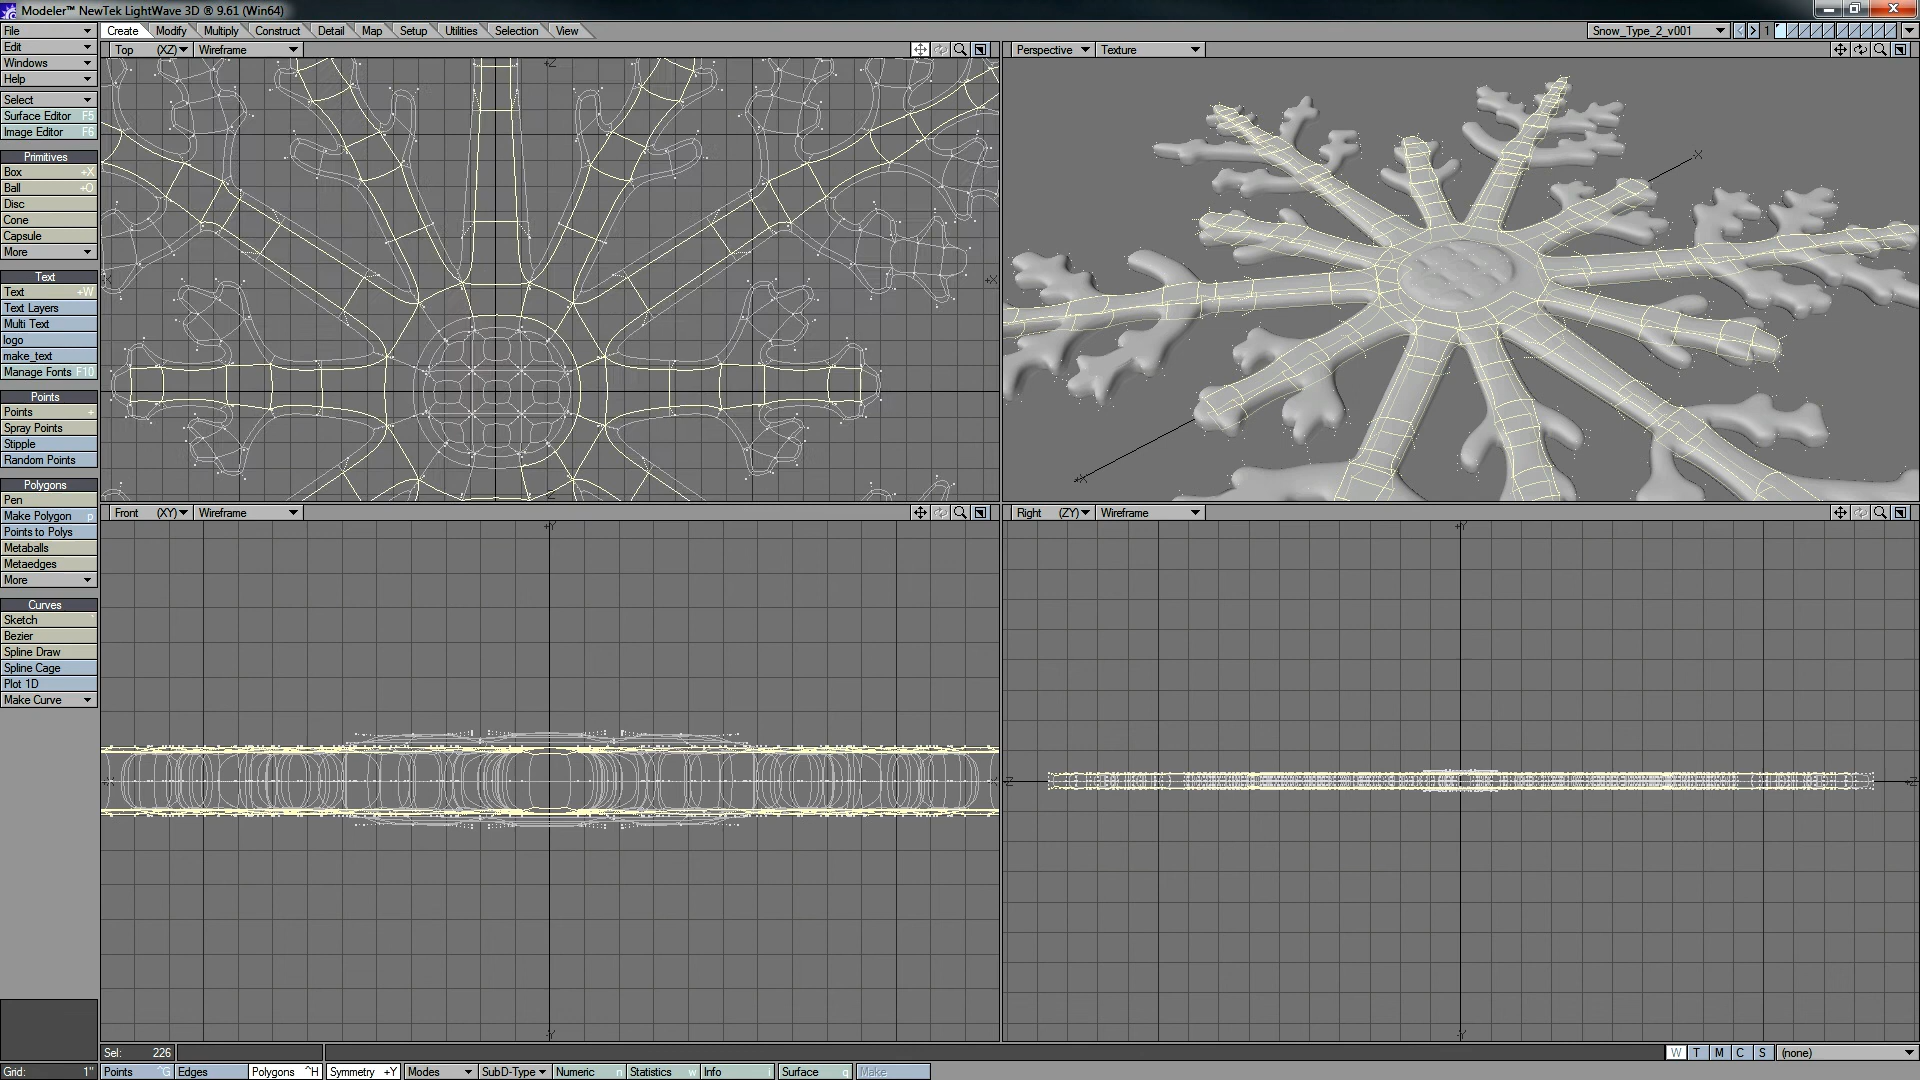 Modeler™ NewTek LightWave 3D ® 9.61 (Win64)
File
Edit
Windows
Help
Select
Surface Editor F5
Image Editor F6
Primitives
Box +X
Ball +O
Disc
Cone
Capsule
More
Text
Text +W
Text Layers
Multi Text
logo
make_text
Manage Fonts F10
Points
Points +
Spray Points
Stipple
Random Points
Polygons
Pen
Make Polygon p
Points to Polys
Metaballs
Metaedges
More
Curves
Sketch
Bezier
Spline Draw
Spline Cage
Plot 1D
Make Curve
Create Modify Multiply Construct Detail Map Setup Utilities Selection View
Snow_Type_2_v001 < > 1
Top (XZ) Wireframe
Perspective Texture
Front (XY) Wireframe
Right (ZY) Wireframe
Sel: 226
W T M C S (none)
Grid: 1"
Points ^G Edges Polygons ^H Symmetry +Y Modes SubD-Type Numeric n Statistics w Info i Surface q Make